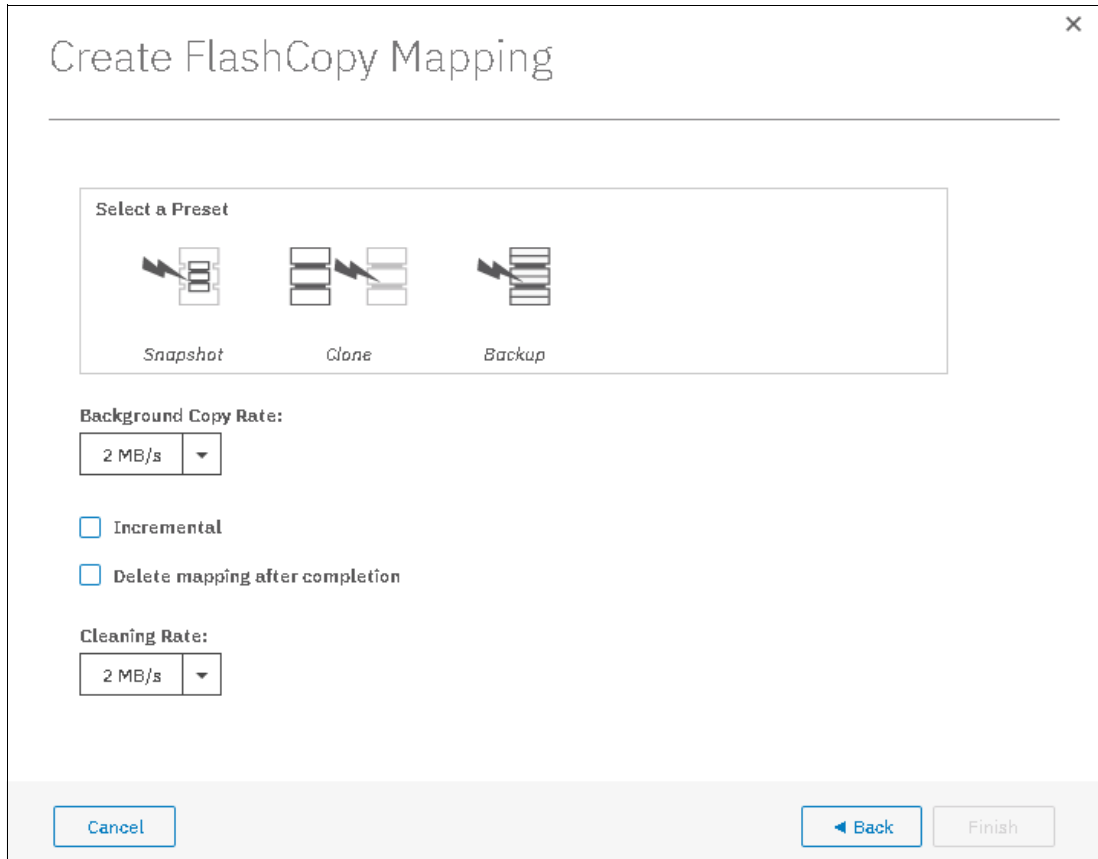 Create FlashCopy Mapping
Select a Preset
Snapshot Clone Backup
Background Copy Rate:
2 MB/s
Incremental
Delete mapping after completion
Cleaning Rate:
2 MB/s
Cancel Back Finish